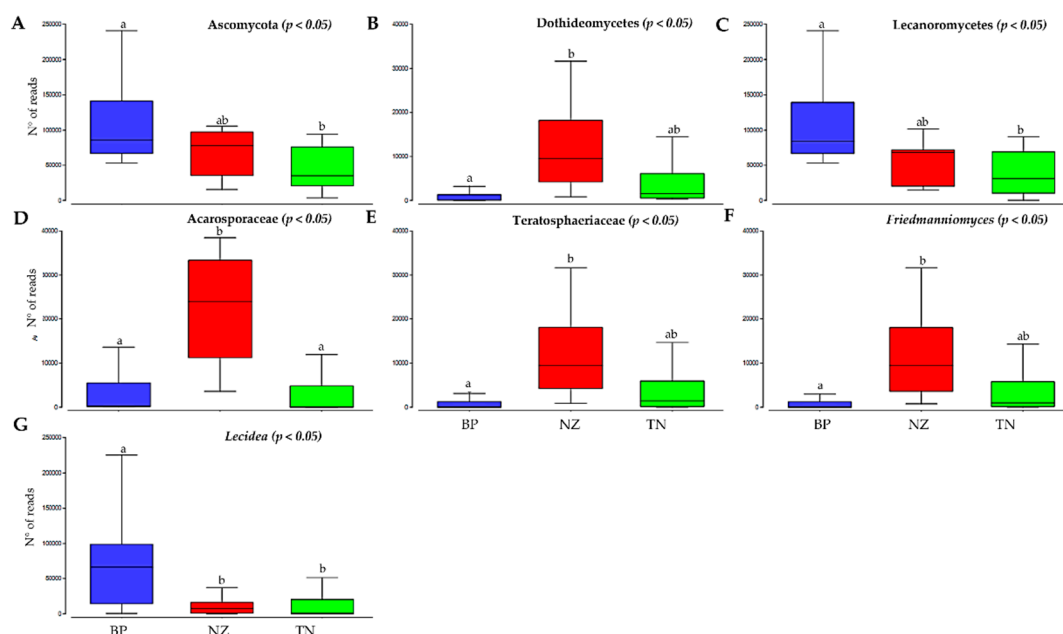 A Ascomycota (p < 0.05)
N° of reads
250000
200000
150000
100000
50000
0
a
ab
b
B Dothideomycetes (p < 0.05)
40000
30000
20000
10000
0
a
b
ab
C Lecanoromycetes (p < 0.05)
250000
200000
150000
100000
50000
0
a
ab
b
D Acarosporaceae (p < 0.05)
N° of reads
40000
30000
20000
10000
0
a
b
a
E Teratosphaeriaceae (p < 0.05)
40000
30000
20000
10000
0
a
b
ab
BP NZ TN
F Friedmanniomyces (p < 0.05)
40000
30000
20000
10000
0
a
b
ab
BP NZ TN
G Lecidea (p < 0.05)
N° of reads
250000
200000
150000
100000
50000
0
a
b
b
BP NZ TN